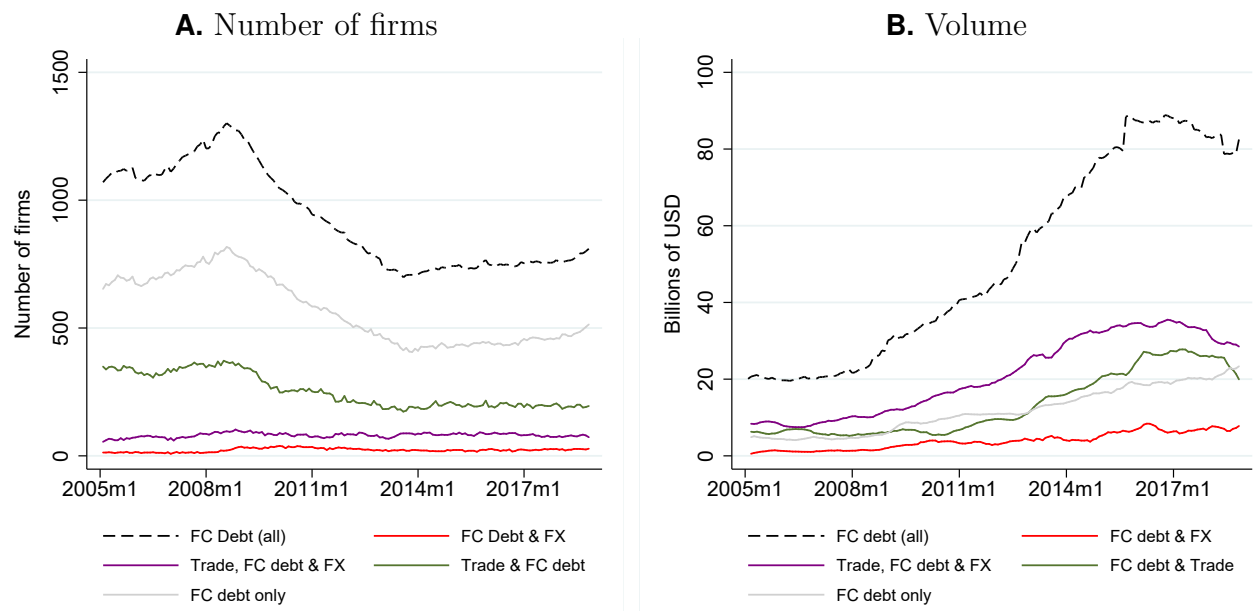 A. Number of firms
Number of firms
1500
1000
500
0
2005m1 2008m1 2011m1 2014m1 2017m1
FC Debt (all) FC Debt & FX
Trade, FC debt & FX Trade & FC debt
FC debt only
B. Volume
Billions of USD
100
80
60
40
20
0
2005m1 2008m1 2011m1 2014m1 2017m1
FC debt (all) FC debt & FX
Trade, FC debt & FX FC debt & Trade
FC debt only